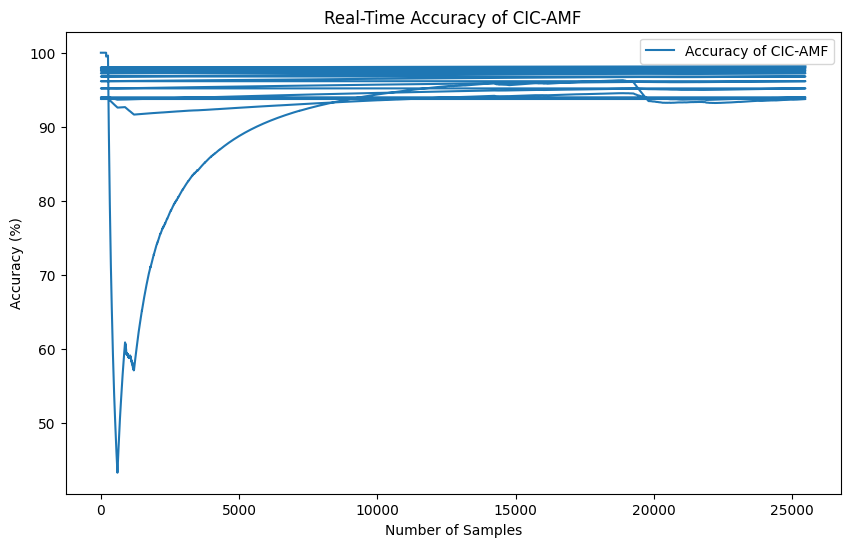 Real-Time Accuracy of CIC-AMF
Accuracy of CIC-AMF
100
90
80
70
60
50
Accuracy (%)
0 5000 10000 15000 20000 25000
Number of Samples